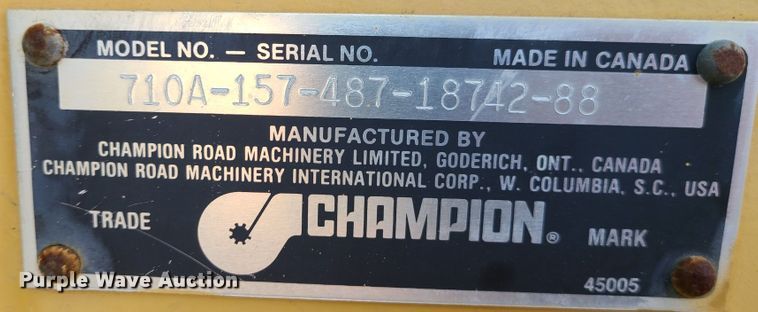 MODEL NO. — SERIAL NO. MADE IN CANADA
710A-157-487-18742-88
MANUFACTURED BY
CHAMPION ROAD MACHINERY LIMITED, GODERICH, ONT., CANADA
CHAMPION ROAD MACHINERY INTERNATIONAL CORP., W. COLUMBIA, S.C., USA
TRADE CHAMPION® MARK
Purple Wave Auction 45005